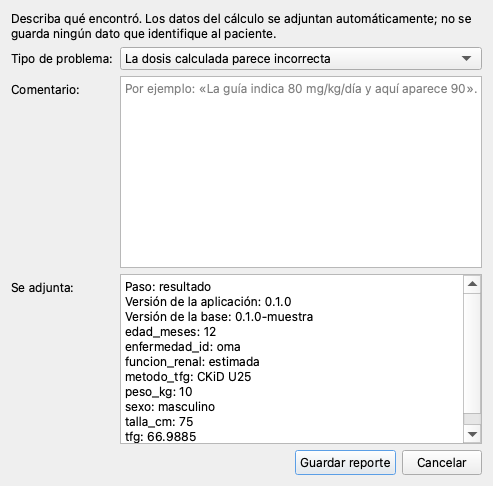 Describa qué encontró. Los datos del cálculo se adjuntan automáticamente; no se
guarda ningún dato que identifique al paciente.
Tipo de problema: La dosis calculada parece incorrecta
Comentario: Por ejemplo: «La guía indica 80 mg/kg/día y aquí aparece 90».
Se adjunta:
Paso: resultado
Versión de la aplicación: 0.1.0
Versión de la base: 0.1.0-muestra
edad_meses: 12
enfermedad_id: oma
funcion_renal: estimada
metodo_tfg: CKiD U25
peso_kg: 10
sexo: masculino
talla_cm: 75
tfg: 66.9885
Guardar reporte Cancelar